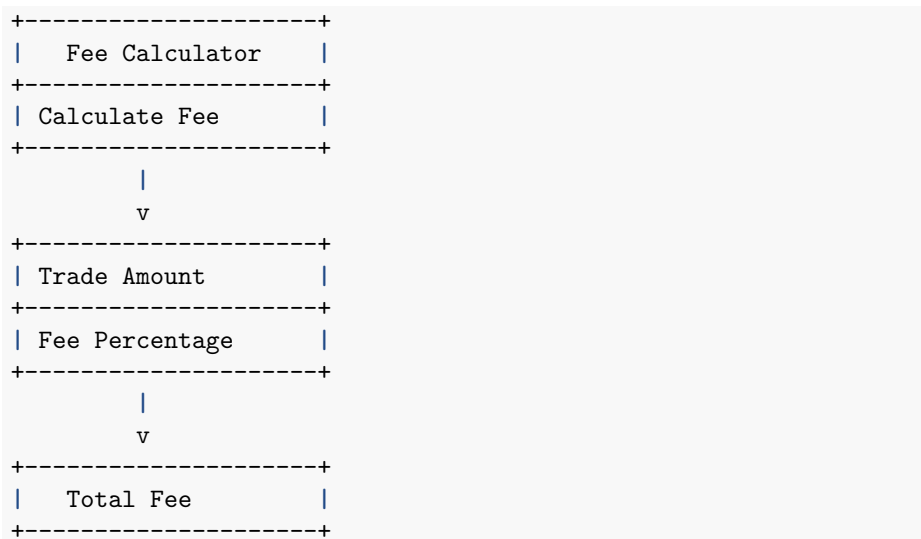 +---------------------+
|   Fee Calculator    |
+---------------------+
| Calculate Fee       |
+---------------------+
         |
         v
+---------------------+
| Trade Amount        |
+---------------------+
| Fee Percentage      |
+---------------------+
         |
         v
+---------------------+
|   Total Fee         |
+---------------------+